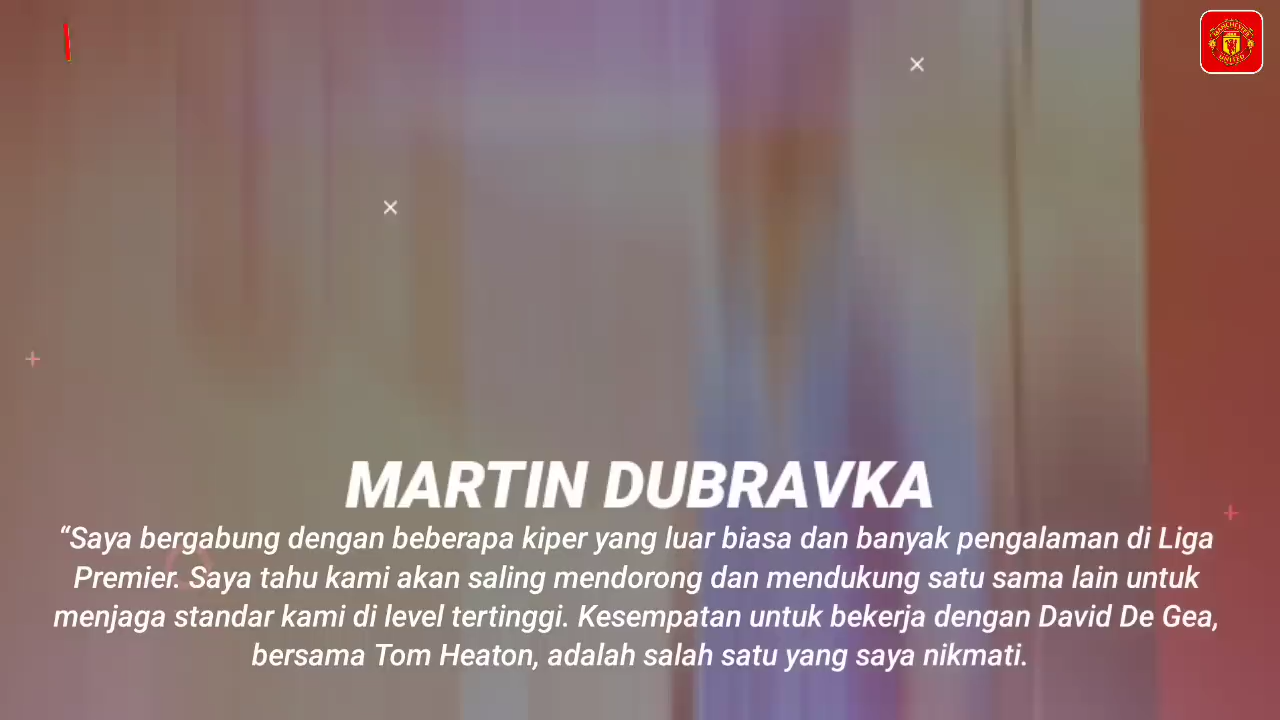 MANCHESTER
UNITED
MARTIN DUBRAVKA
“Saya bergabung dengan beberapa kiper yang luar biasa dan banyak pengalaman di Liga
Premier. Saya tahu kami akan saling mendorong dan mendukung satu sama lain untuk
menjaga standar kami di level tertinggi. Kesempatan untuk bekerja dengan David De Gea,
bersama Tom Heaton, adalah salah satu yang saya nikmati.